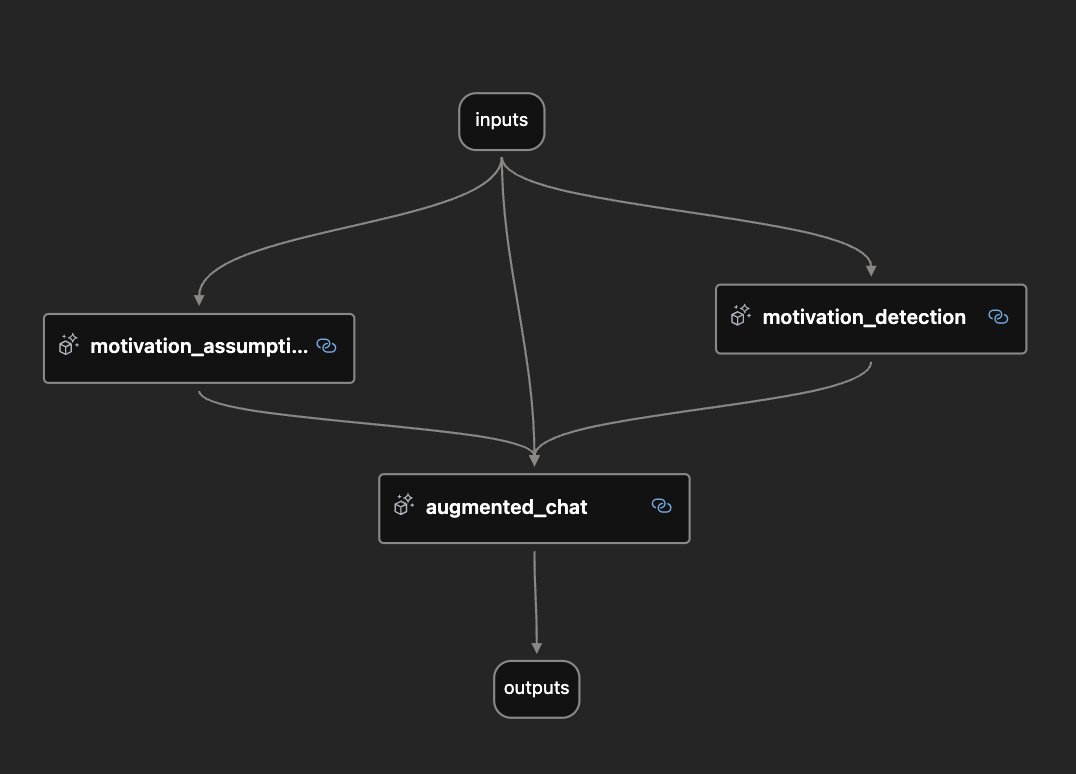 inputs
motivation_detection
motivation_assumpti...
augmented_chat
outputs